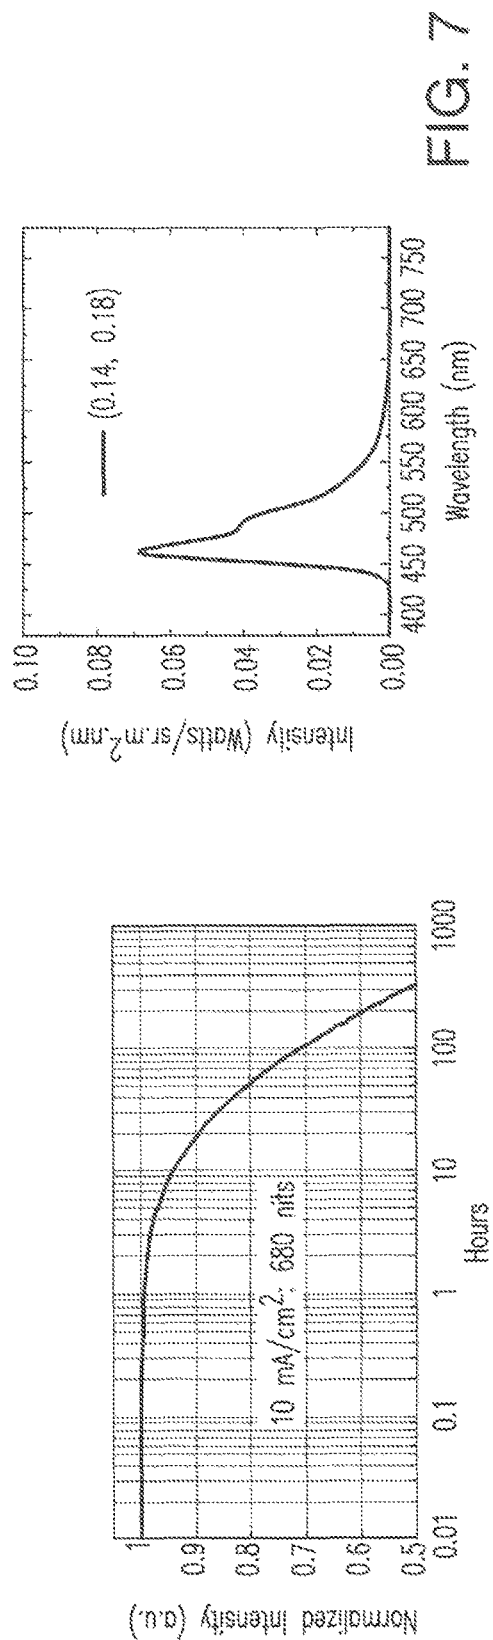 Normalized Intensity (a.u.)
1
0.9
0.8
0.7
0.6
0.5
10 mA/cm²; 680 nits
0.01
0.1
1
10
100
1000
Hours
Intensity (Watts/sr.m².nm)
0.10
0.08
0.06
0.04
0.02
0.00
(0.14, 0.18)
400 450 500 550 600 650 700 750
Wavelength (nm)
FIG. 7